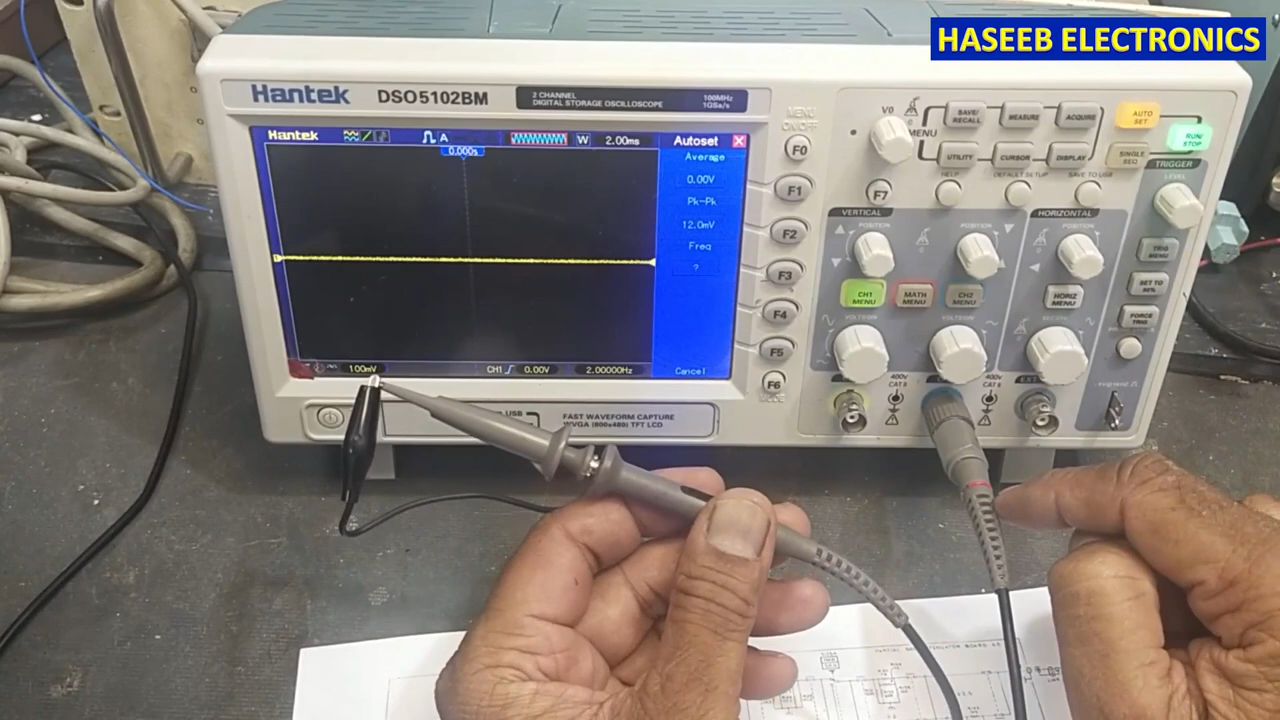 HASEEB ELECTRONICS
Hantek DSO5102BM
2 CHANNEL
DIGITAL STORAGE OSCILLOSCOPE
100MHz
1GSa/s
Hantek A W 2.00ms Autoset
0.000s
Average
0.00V
Pk-Pk
12.0mV
Freq
?
Cancel
100mV CH1 0.00V 2.00000Hz
MENU
ON/OFF
F0
F1
F2
F3
F4
F5
F6
MODE
F7
V0
MENU
SAVE/
RECALL
MEASURE
ACQUIRE
AUTO
SET
RUN/
STOP
UTILITY
CURSOR
DISPLAY
SINGLE
SEQ
HELP
DEFAULT SETUP
SAVE TO USB
TRIGGER
LEVEL
VERTICAL
HORIZONTAL
POSITION
POSITION
POSITION
TRIG
MENU
SET TO
50%
FORCE
TRIG
CH1
MENU
MATH
MENU
CH2
MENU
HORIZ
MENU
VOLTS/DIV
VOLTS/DIV
SEC/DIV
400V
CAT II
400V
CAT II
EXT
USB
FAST WAVEFORM CAPTURE
WVGA (800x480) TFT LCD